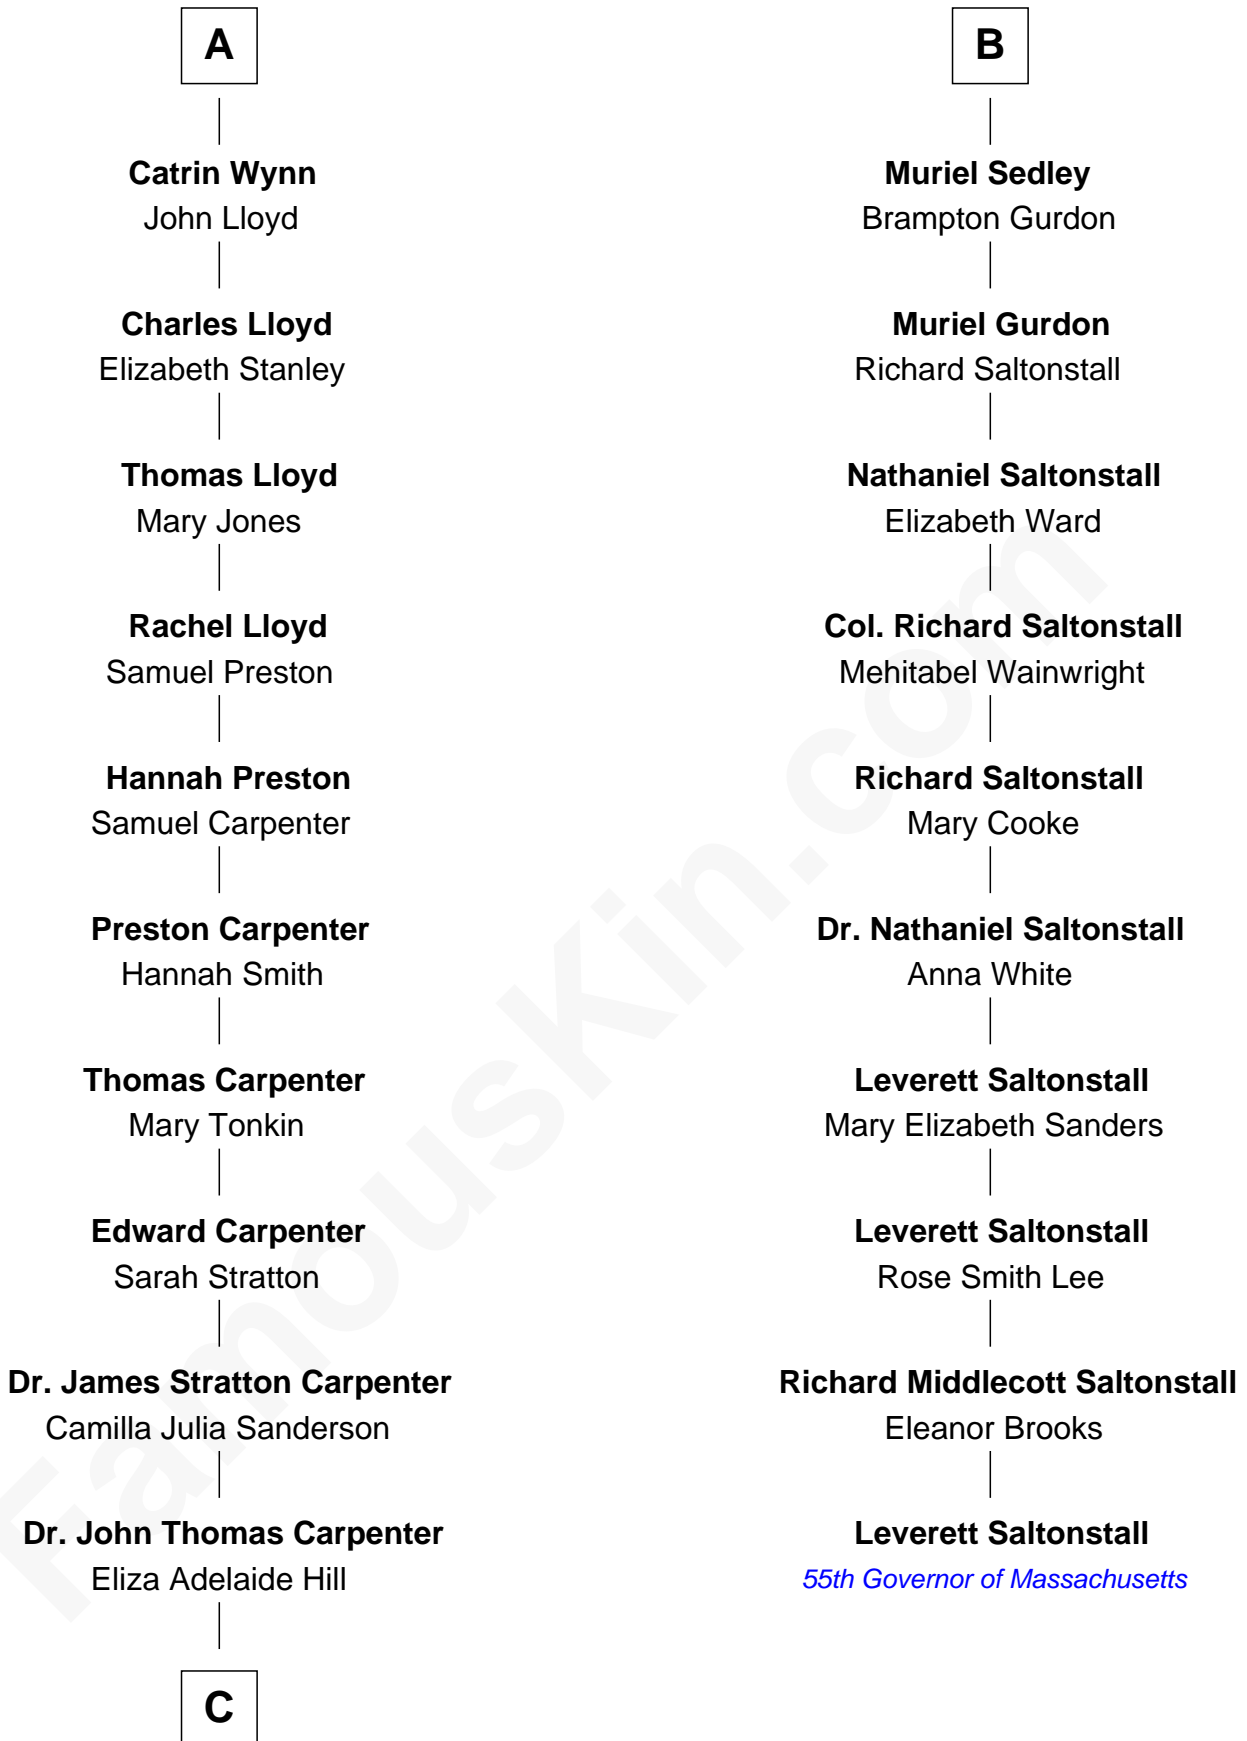 A
Catrin Wynn
John Lloyd
Charles Lloyd
Elizabeth Stanley
Thomas Lloyd
Mary Jones
Rachel Lloyd
Samuel Preston
Hannah Preston
Samuel Carpenter
Preston Carpenter
Hannah Smith
Thomas Carpenter
Mary Tonkin
Edward Carpenter
Sarah Stratton
Dr. James Stratton Carpenter
Camilla Julia Sanderson
Dr. John Thomas Carpenter
Eliza Adelaide Hill
C
B
Muriel Sedley
Brampton Gurdon
Muriel Gurdon
Richard Saltonstall
Nathaniel Saltonstall
Elizabeth Ward
Col. Richard Saltonstall
Mehitabel Wainwright
Richard Saltonstall
Mary Cooke
Dr. Nathaniel Saltonstall
Anna White
Leverett Saltonstall
Mary Elizabeth Sanders
Leverett Saltonstall
Rose Smith Lee
Richard Middlecott Saltonstall
Eleanor Brooks
Leverett Saltonstall
55th Governor of Massachusetts
FamousKin.com